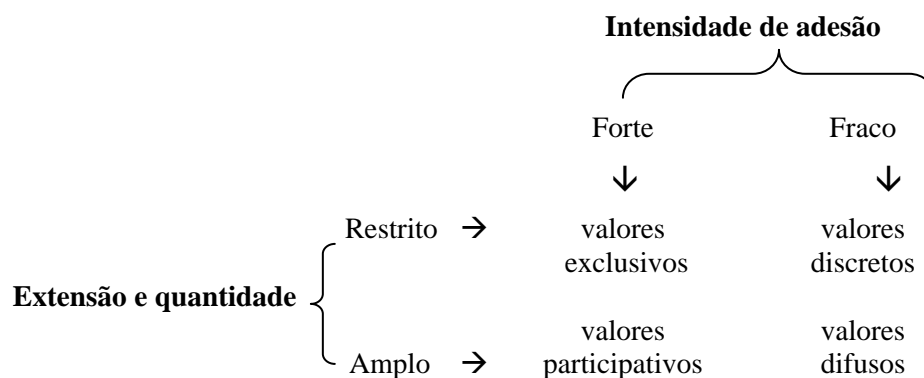 Intensidade de adesão
Forte Fraco
Restrito → valores valores
exclusivos discretos
Extensão e quantidade
valores valores
Amplo → participativos difusos